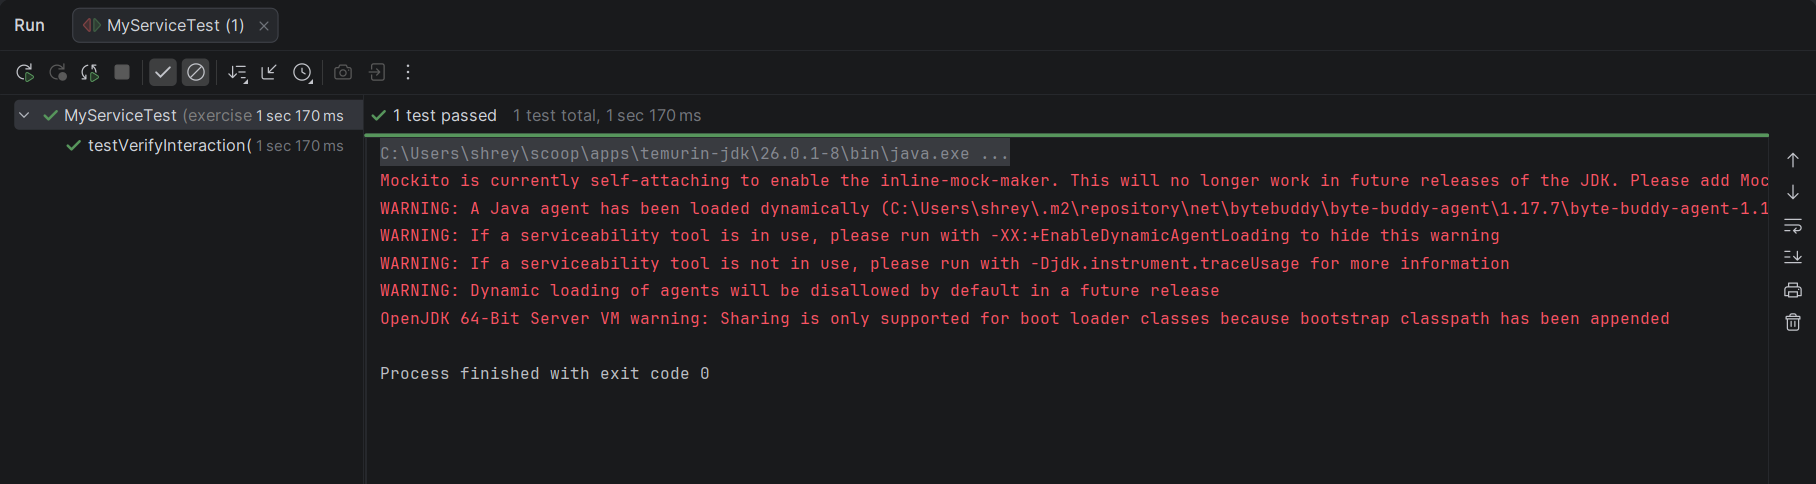 Run MyServiceTest (1)
MyServiceTest (exercise 1 sec 170 ms
testVerifyInteraction( 1 sec 170 ms
1 test passed 1 test total, 1 sec 170 ms
C:\Users\shrey\scoop\apps\temurin-jdk\26.0.1-8\bin\java.exe ...
Mockito is currently self-attaching to enable the inline-mock-maker. This will no longer work in future releases of the JDK. Please add Moc
WARNING: A Java agent has been loaded dynamically (C:\Users\shrey\.m2\repository\net\bytebuddy\byte-buddy-agent\1.17.7\byte-buddy-agent-1.1
WARNING: If a serviceability tool is in use, please run with -XX:+EnableDynamicAgentLoading to hide this warning
WARNING: If a serviceability tool is not in use, please run with -Djdk.instrument.traceUsage for more information
WARNING: Dynamic loading of agents will be disallowed by default in a future release
OpenJDK 64-Bit Server VM warning: Sharing is only supported for boot loader classes because bootstrap classpath has been appended
Process finished with exit code 0